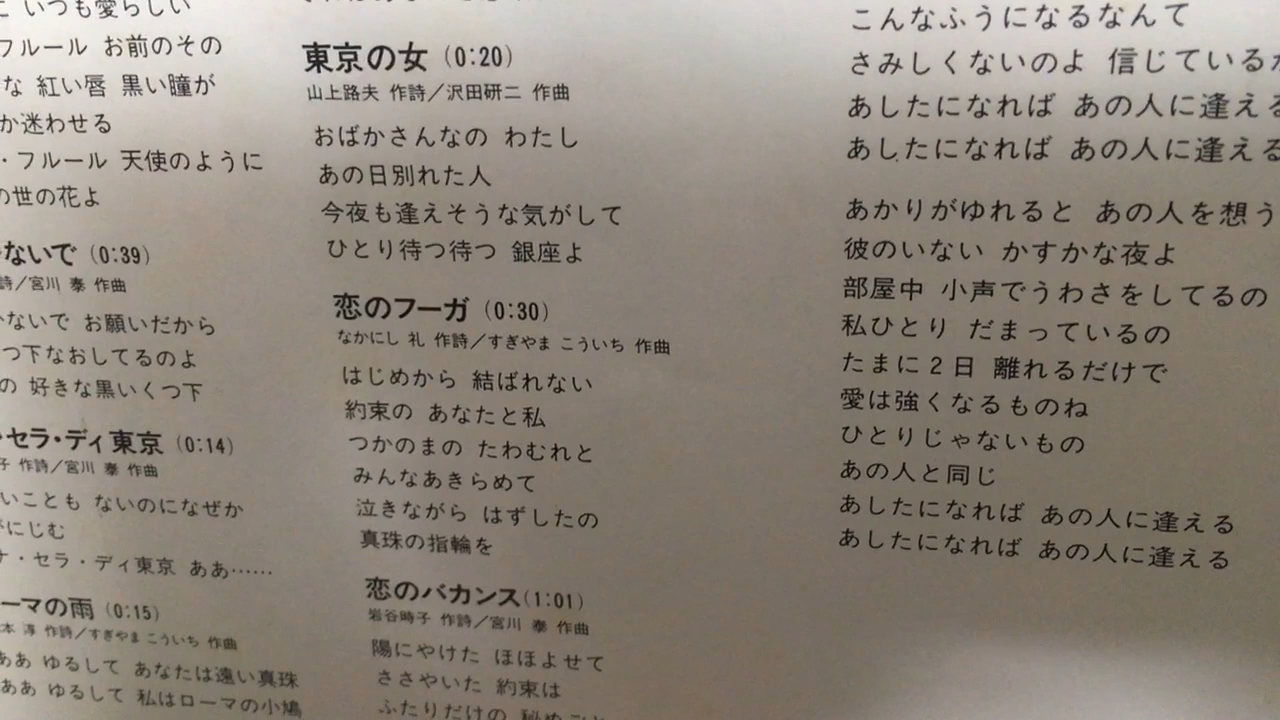 いつも愛らしい
フルール お前のその
な 紅い唇 黒い瞳が
か迷わせる
・フルール 天使のように
の世の花よ
ないで (0:39)
詩／宮川 泰 作曲
ないで お願いだから
つ下なおしてるのよ
の 好きな黒いくつ下
・セラ・ディ東京 (0:14)
子 作詩／宮川 泰 作曲
いことも ないのになぜか
にじむ
ナ・セラ・ディ東京 ああ……
ーマの雨 (0:15)
本 淳 作詩／すぎやま こういち 作曲
ああ ゆるして あなたは遠い真珠
ああ ゆるして 私はローマの小鳩
東京の女 (0:20)
山上路夫 作詩／沢田研二 作曲
おばかさんなの わたし
あの日別れた人
今夜も逢えそうな気がして
ひとり待つ待つ 銀座よ
恋のフーガ (0:30)
なかにし 礼 作詩／すぎやま こういち 作曲
はじめから 結ばれない
約束の あなたと私
つかのまの たわむれと
みんなあきらめて
泣きながら はずしたの
真珠の指輪を
恋のバカンス(1:01)
岩谷時子 作詩／宮川 泰 作曲
陽にやけた ほほよせて
ささやいた 約束は
ふたりだけの 秘めごと
こんなふうになるなんて
さみしくないのよ 信じている
あしたになれば あの人に逢える
あしたになれば あの人に逢える
あかりがゆれると あの人を想う
彼のいない かすかな夜よ
部屋中 小声でうわさをしてるの
私ひとり だまっているの
たまに2日 離れるだけで
愛は強くなるものね
ひとりじゃないもの
あの人と同じ
あしたになれば あの人に逢える
あしたになれば あの人に逢える